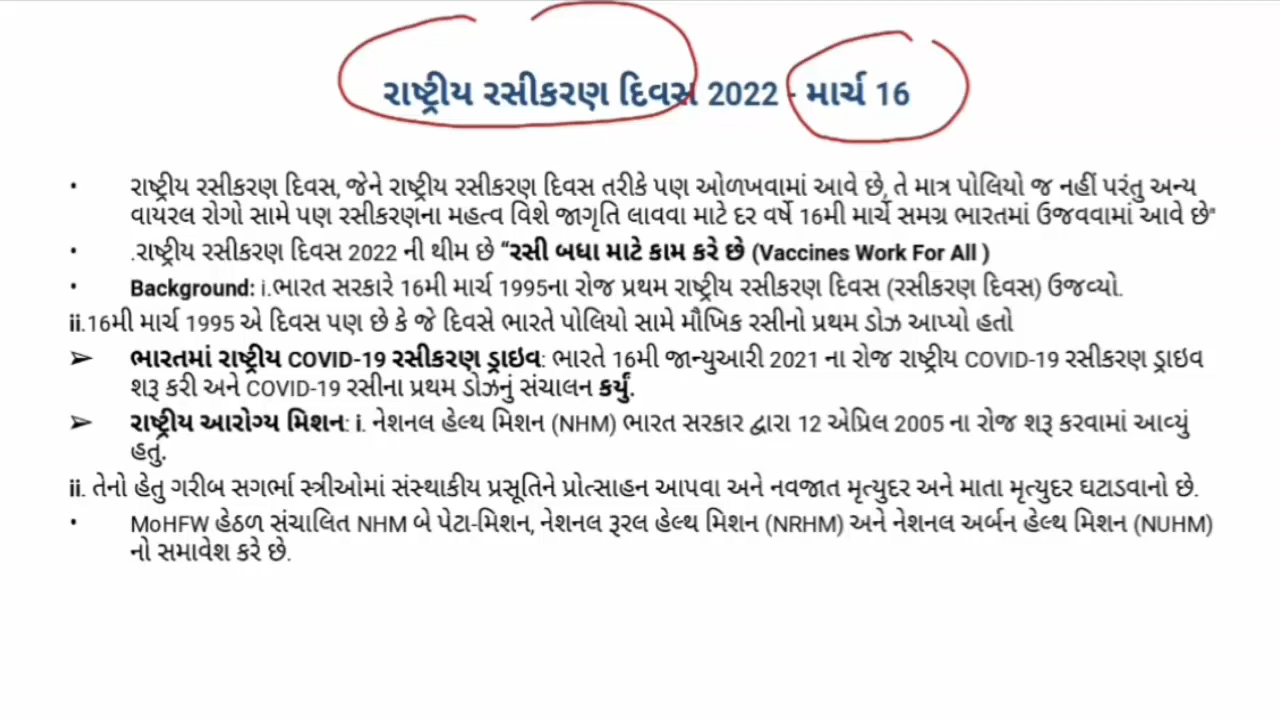 રાષ્ટ્રીય રસીકરણ દિવસ 2022 - માર્ચ 16
• રાષ્ટ્રીય રસીકરણ દિવસ, જેને રાષ્ટ્રીય રસીકરણ દિવસ તરીકે પણ ઓળખવામાં આવે છે, તે માત્ર પોલિયો જ નહીં પરંતુ અન્ય
વાયરલ રોગો સામે પણ રસીકરણના મહત્વ વિશે જાગૃતિ લાવવા માટે દર વર્ષે 16મી માર્ચે સમગ્ર ભારતમાં ઉજવવામાં આવે છે"
• .રાષ્ટ્રીય રસીકરણ દિવસ 2022 ની થીમ છે “રસી બધા માટે કામ કરે છે (Vaccines Work For All )
• Background: i.ભારત સરકારે 16મી માર્ચ 1995ના રોજ પ્રથમ રાષ્ટ્રીય રસીકરણ દિવસ (રસીકરણ દિવસ) ઉજવ્યો.
ii.16મી માર્ચ 1995 એ દિવસ પણ છે કે જે દિવસે ભારતે પોલિયો સામે મૌખિક રસીનો પ્રથમ ડોઝ આપ્યો હતો
➢ ભારતમાં રાષ્ટ્રીય COVID-19 રસીકરણ ડ્રાઇવ: ભારતે 16મી જાન્યુઆરી 2021 ના રોજ રાષ્ટ્રીય COVID-19 રસીકરણ ડ્રાઇવ
શરૂ કરી અને COVID-19 રસીના પ્રથમ ડોઝનું સંચાલન કર્યું.
➢ રાષ્ટ્રીય આરોગ્ય મિશન: i. નેશનલ હેલ્થ મિશન (NHM) ભારત સરકાર દ્વારા 12 એપ્રિલ 2005 ના રોજ શરૂ કરવામાં આવ્યું
હતું.
ii. તેનો હેતુ ગરીબ સગર્ભા સ્ત્રીઓમાં સંસ્થાકીય પ્રસૂતિને પ્રોત્સાહન આપવા અને નવજાત મૃત્યુદર અને માતા મૃત્યુદર ઘટાડવાનો છે.
• MoHFW હેઠળ સંચાલિત NHM બે પેટા-મિશન, નેશનલ રૂરલ હેલ્થ મિશન (NRHM) અને નેશનલ અર્બન હેલ્થ મિશન (NUHM)
નો સમાવેશ કરે છે.